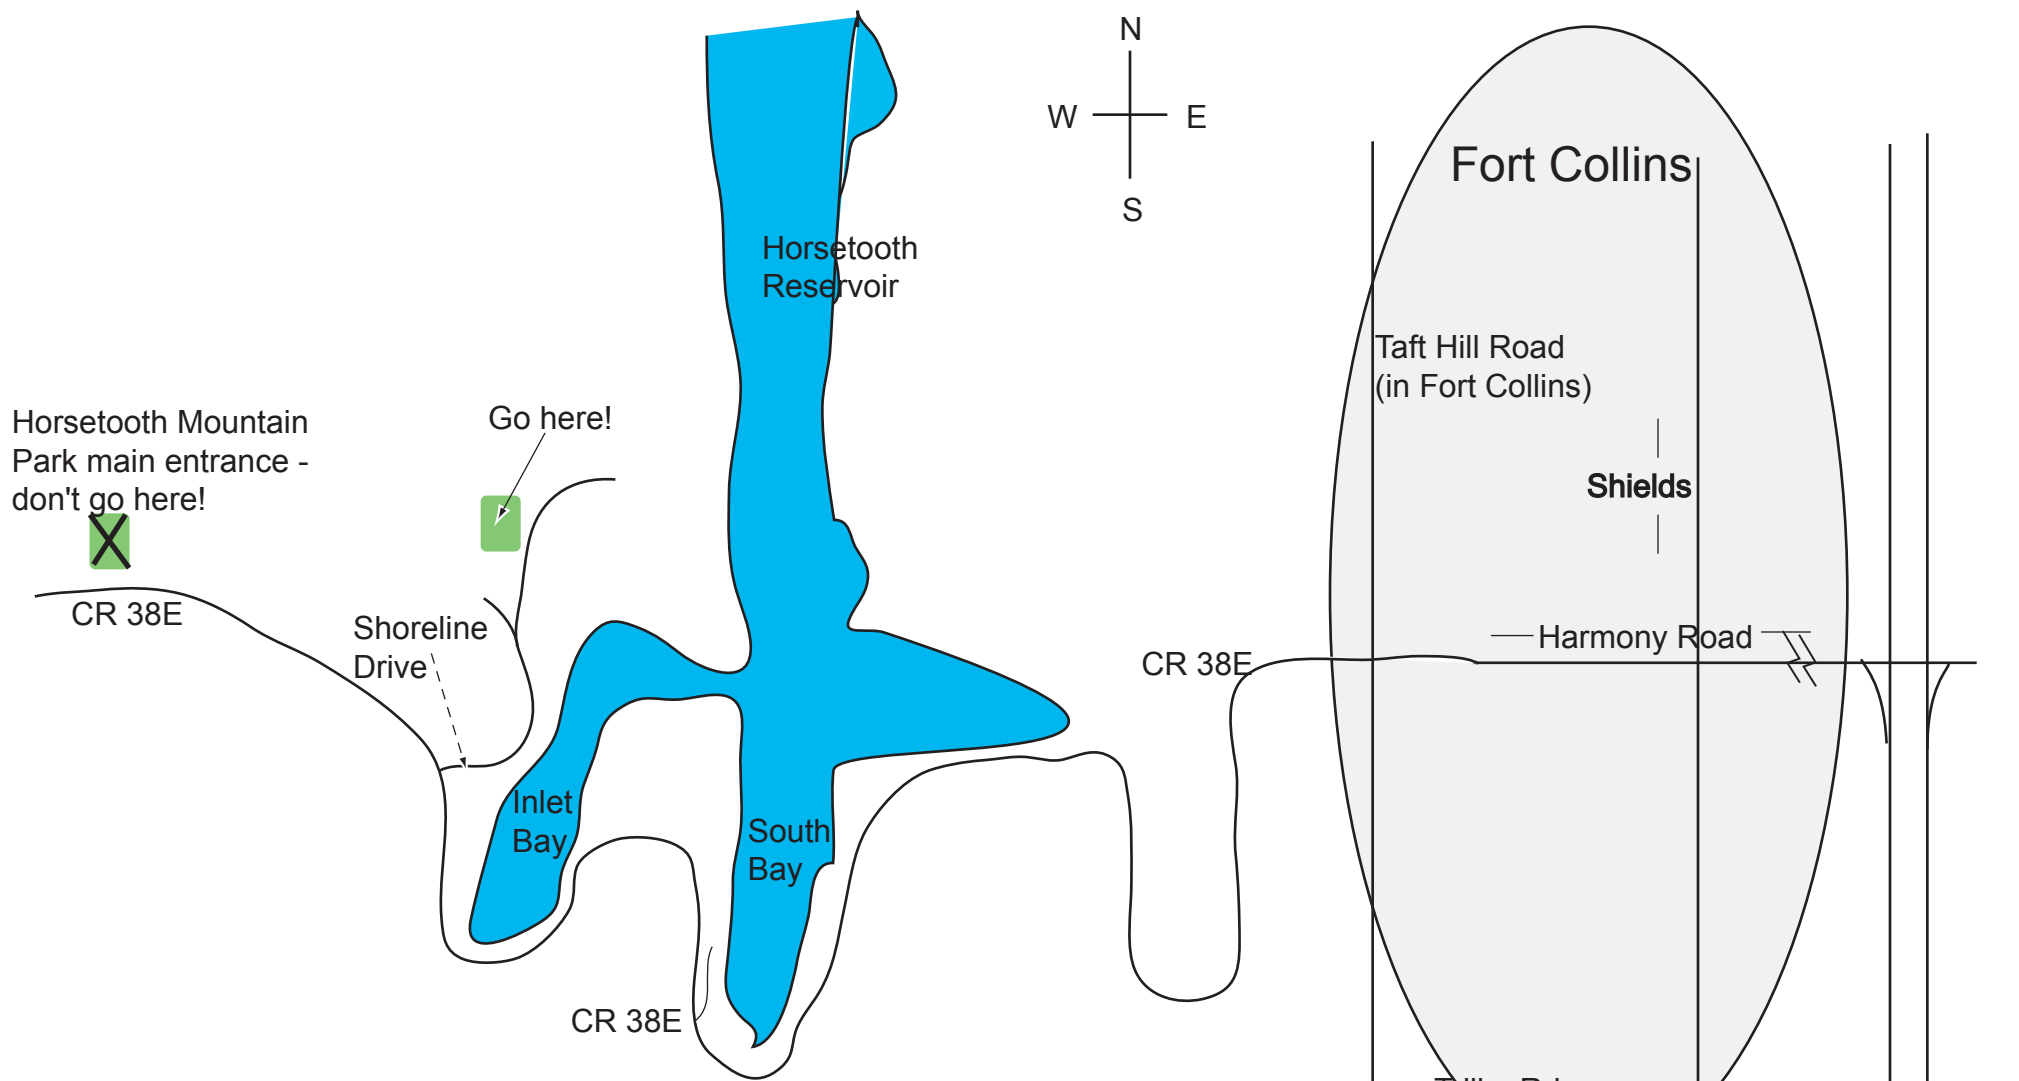 N
W
E
S
Fort Collins
Horsetooth
Reservoir
Taft Hill Road
(in Fort Collins)
Horsetooth Mountain
Park main entrance -
don't go here!
Go here!
Shields
CR 38E
Shoreline
Drive
Harmony Road
CR 38E
Inlet
Bay
South
Bay
CR 38E